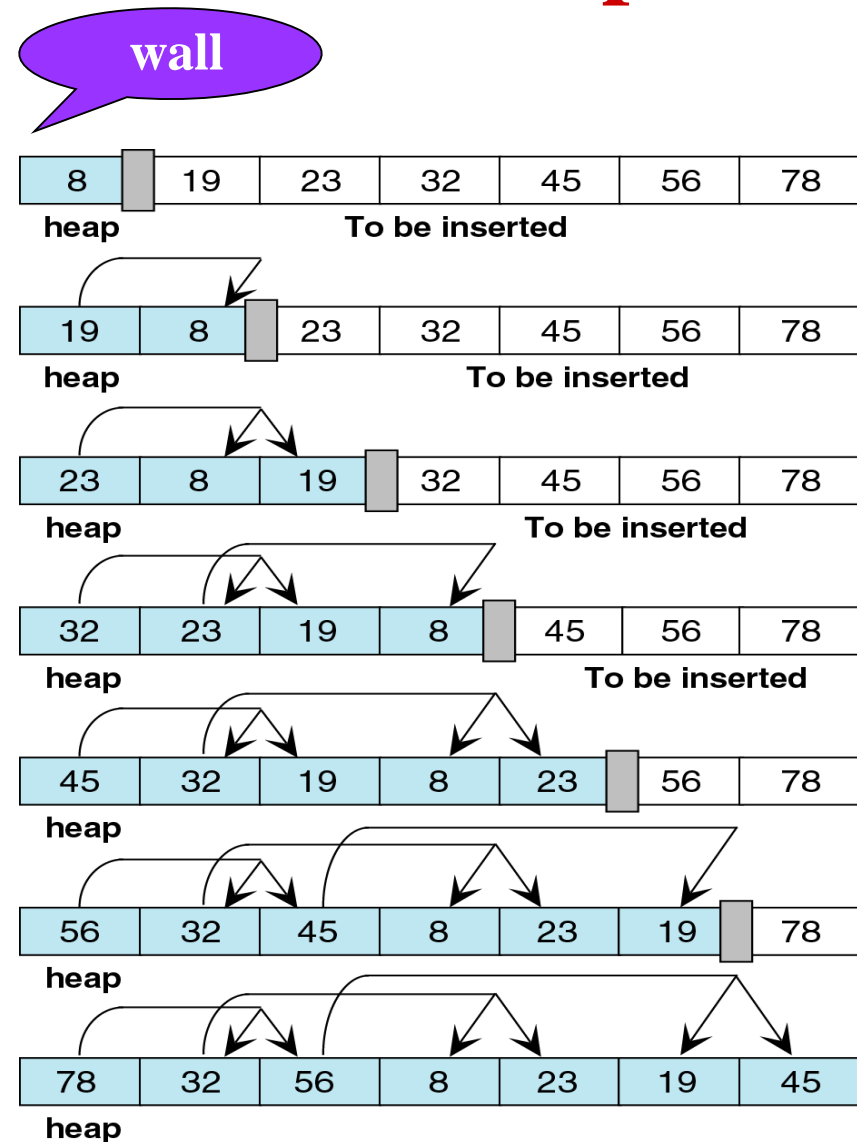 wall
8 19 23 32 45 56 78
heap To be inserted
19 8 23 32 45 56 78
heap To be inserted
23 8 19 32 45 56 78
heap To be inserted
32 23 19 8 45 56 78
heap To be inserted
45 32 19 8 23 56 78
heap
56 32 45 8 23 19 78
heap
78 32 56 8 23 19 45
heap